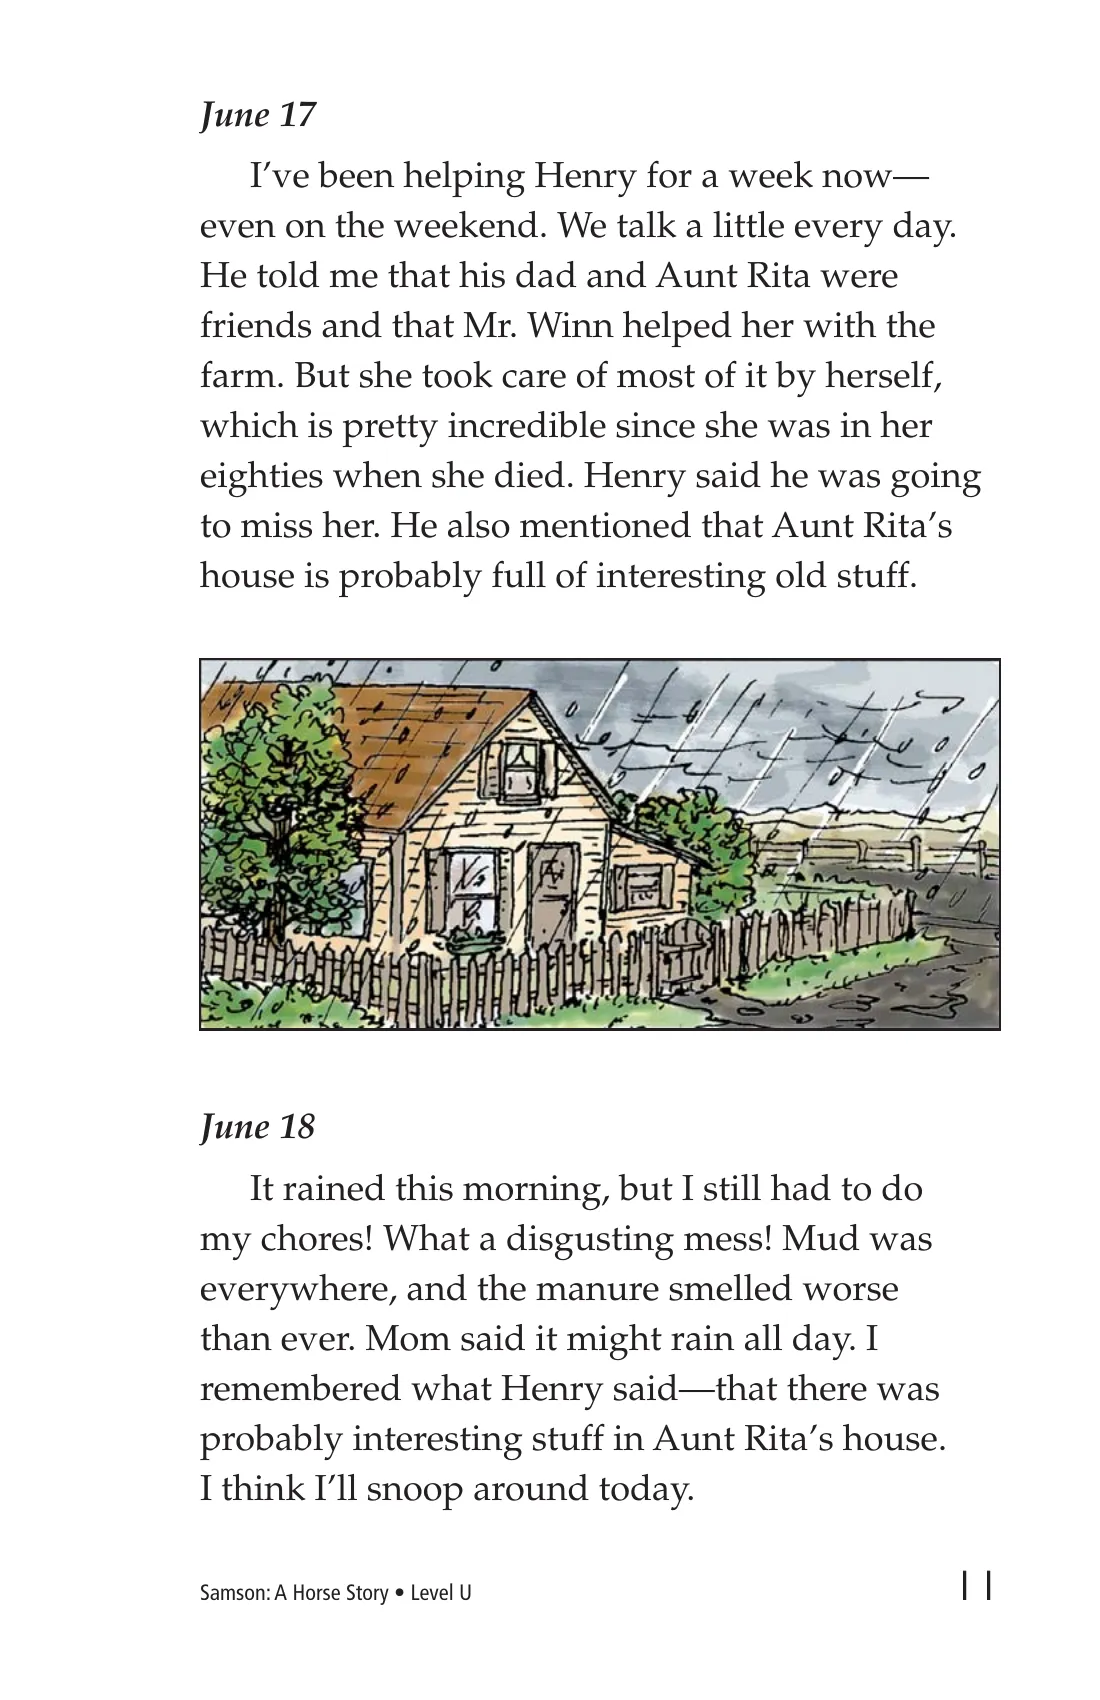 June 17
I’ve been helping Henry for a week now—
even on the weekend. We talk a little every day.
He told me that his dad and Aunt Rita were
friends and that Mr. Winn helped her with the
farm. But she took care of most of it by herself,
which is pretty incredible since she was in her
eighties when she died. Henry said he was going
to miss her. He also mentioned that Aunt Rita’s
house is probably full of interesting old stuff.
June 18
It rained this morning, but I still had to do
my chores! What a disgusting mess! Mud was
everywhere, and the manure smelled worse
than ever. Mom said it might rain all day. I
remembered what Henry said—that there was
probably interesting stuff in Aunt Rita’s house.
I think I’ll snoop around today.
Samson: A Horse Story • Level U
11